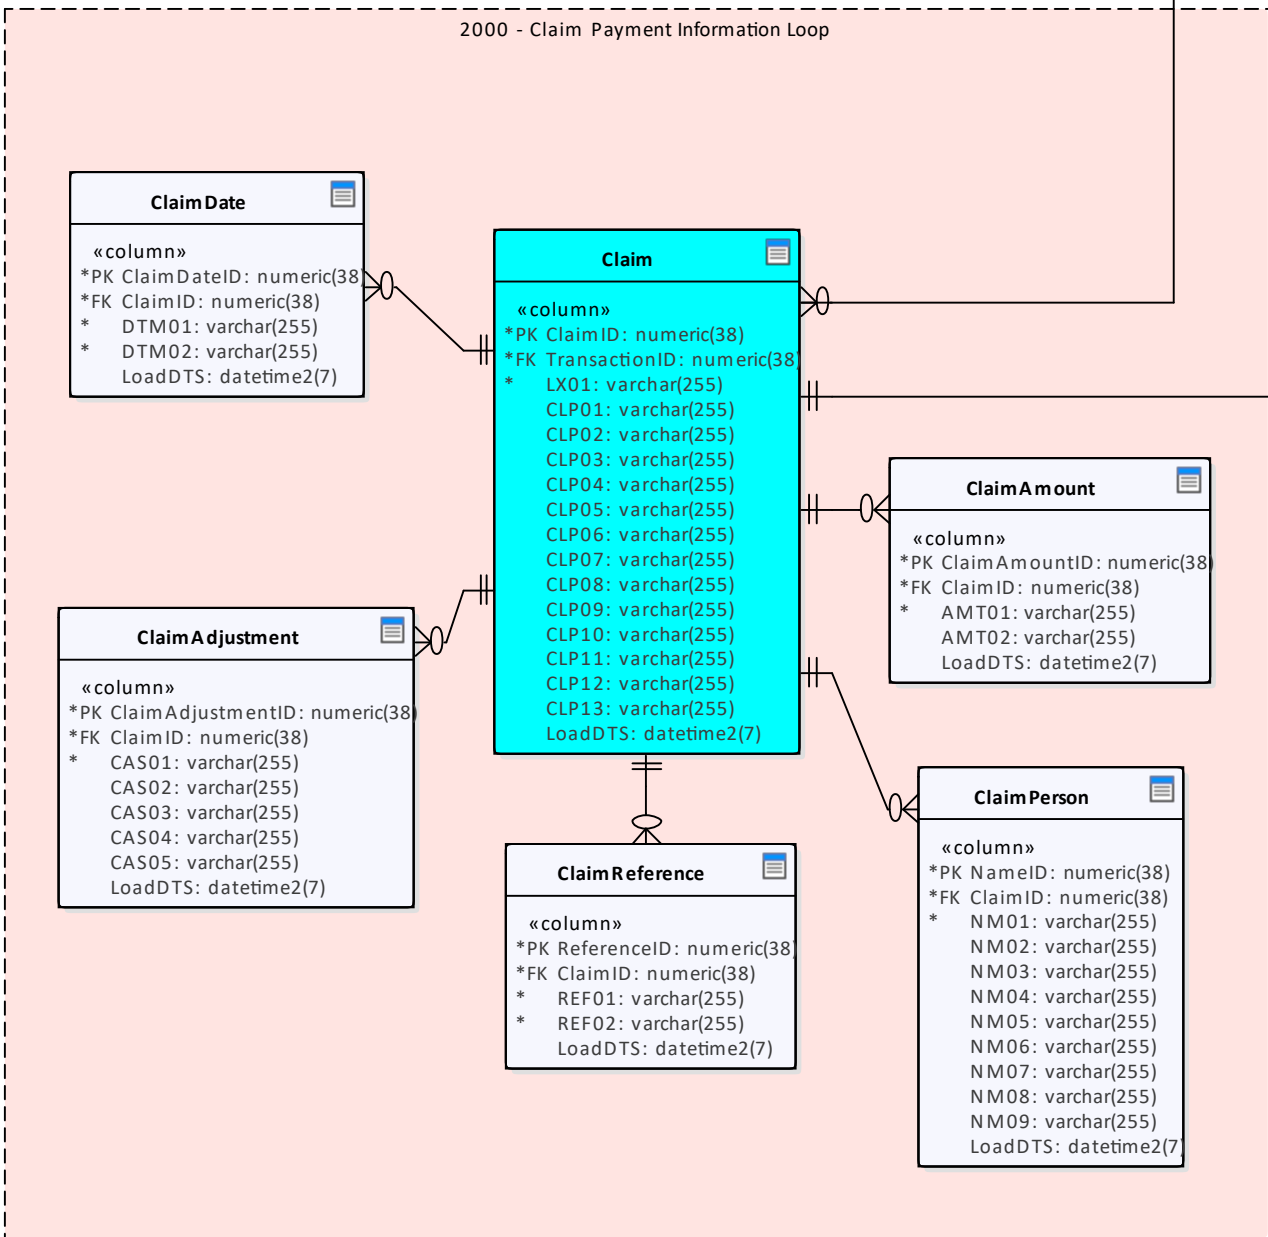 2000 - Claim Payment Information Loop
ClaimDate
«column»
*PK ClaimDateID: numeric(38)
*FK ClaimID: numeric(38)
* DTM01: varchar(255)
* DTM02: varchar(255)
LoadDTS: datetime2(7)
Claim
«column»
*PK ClaimID: numeric(38)
*FK TransactionID: numeric(38)
* LX01: varchar(255)
CLP01: varchar(255)
CLP02: varchar(255)
CLP03: varchar(255)
CLP04: varchar(255)
CLP05: varchar(255)
CLP06: varchar(255)
CLP07: varchar(255)
CLP08: varchar(255)
CLP09: varchar(255)
CLP10: varchar(255)
CLP11: varchar(255)
CLP12: varchar(255)
CLP13: varchar(255)
LoadDTS: datetime2(7)
ClaimAmount
«column»
*PK ClaimAmountID: numeric(38)
*FK ClaimID: numeric(38)
* AMT01: varchar(255)
AMT02: varchar(255)
LoadDTS: datetime2(7)
ClaimAdjustment
«column»
*PK ClaimAdjustmentID: numeric(38)
*FK ClaimID: numeric(38)
* CAS01: varchar(255)
CAS02: varchar(255)
CAS03: varchar(255)
CAS04: varchar(255)
CAS05: varchar(255)
LoadDTS: datetime2(7)
ClaimReference
«column»
*PK ReferenceID: numeric(38)
*FK ClaimID: numeric(38)
* REF01: varchar(255)
* REF02: varchar(255)
LoadDTS: datetime2(7)
ClaimPerson
«column»
*PK NameID: numeric(38)
*FK ClaimID: numeric(38)
* NM01: varchar(255)
NM02: varchar(255)
NM03: varchar(255)
NM04: varchar(255)
NM05: varchar(255)
NM06: varchar(255)
NM07: varchar(255)
NM08: varchar(255)
NM09: varchar(255)
LoadDTS: datetime2(7)